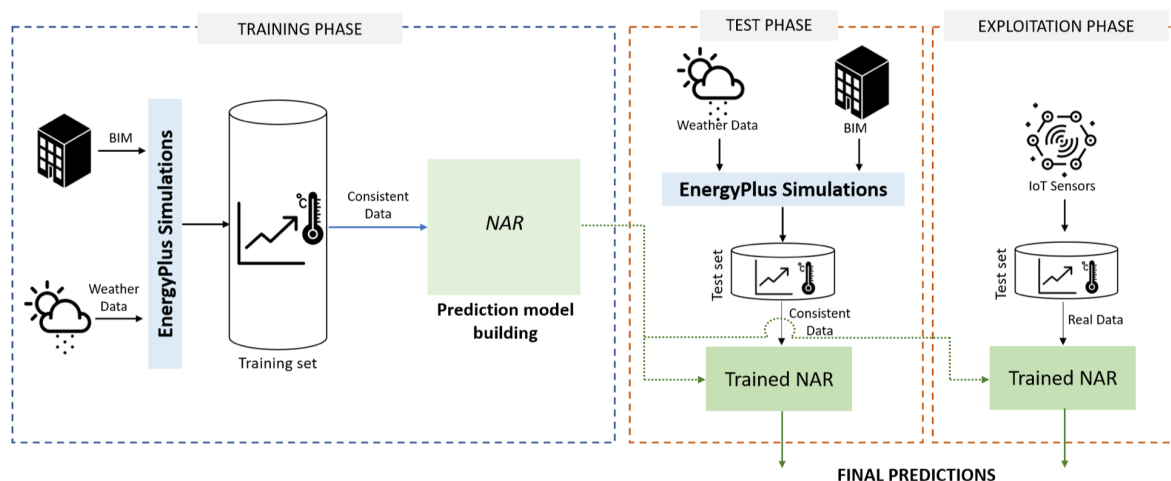 TRAINING PHASE
BIM
Weather
Data
EnergyPlus Simulations
°C
Training set
Consistent
Data
NAR
Prediction model
building
TEST PHASE
Weather Data
BIM
EnergyPlus Simulations
Test set
°C
Consistent
Data
Trained NAR
EXPLOITATION PHASE
IoT Sensors
Test set
°C
Real Data
Trained NAR
FINAL PREDICTIONS